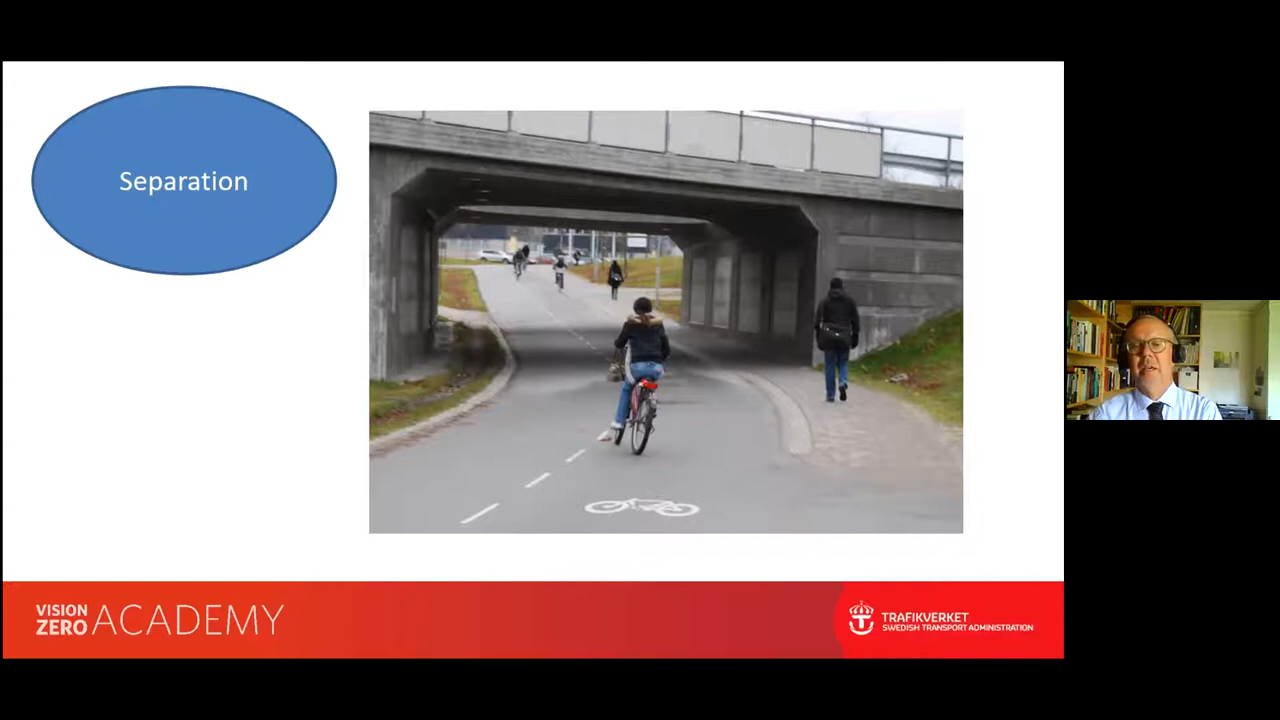 Separation
VISION
ZERO ACADEMY
TRAFIKVERKET
SWEDISH TRANSPORT ADMINISTRATION